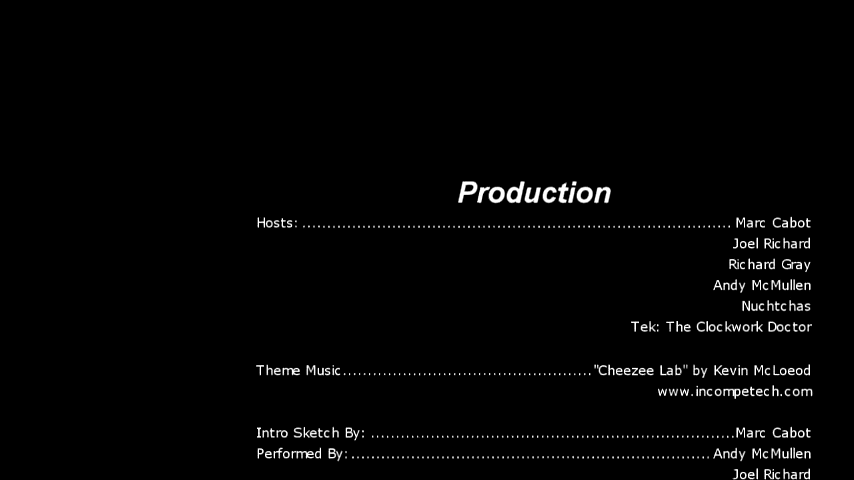 Production
Hosts: ........................................................................................ Marc Cabot
Joel Richard
Richard Gray
Andy McMullen
Nuchtchas
Tek: The Clockwork Doctor
Theme Music...................................................."Cheezee Lab" by Kevin McLoeod
www.incompetech.com
Intro Sketch By: ...........................................................................Marc Cabot
Performed By:..........................................................................Andy McMullen
Joel Richard